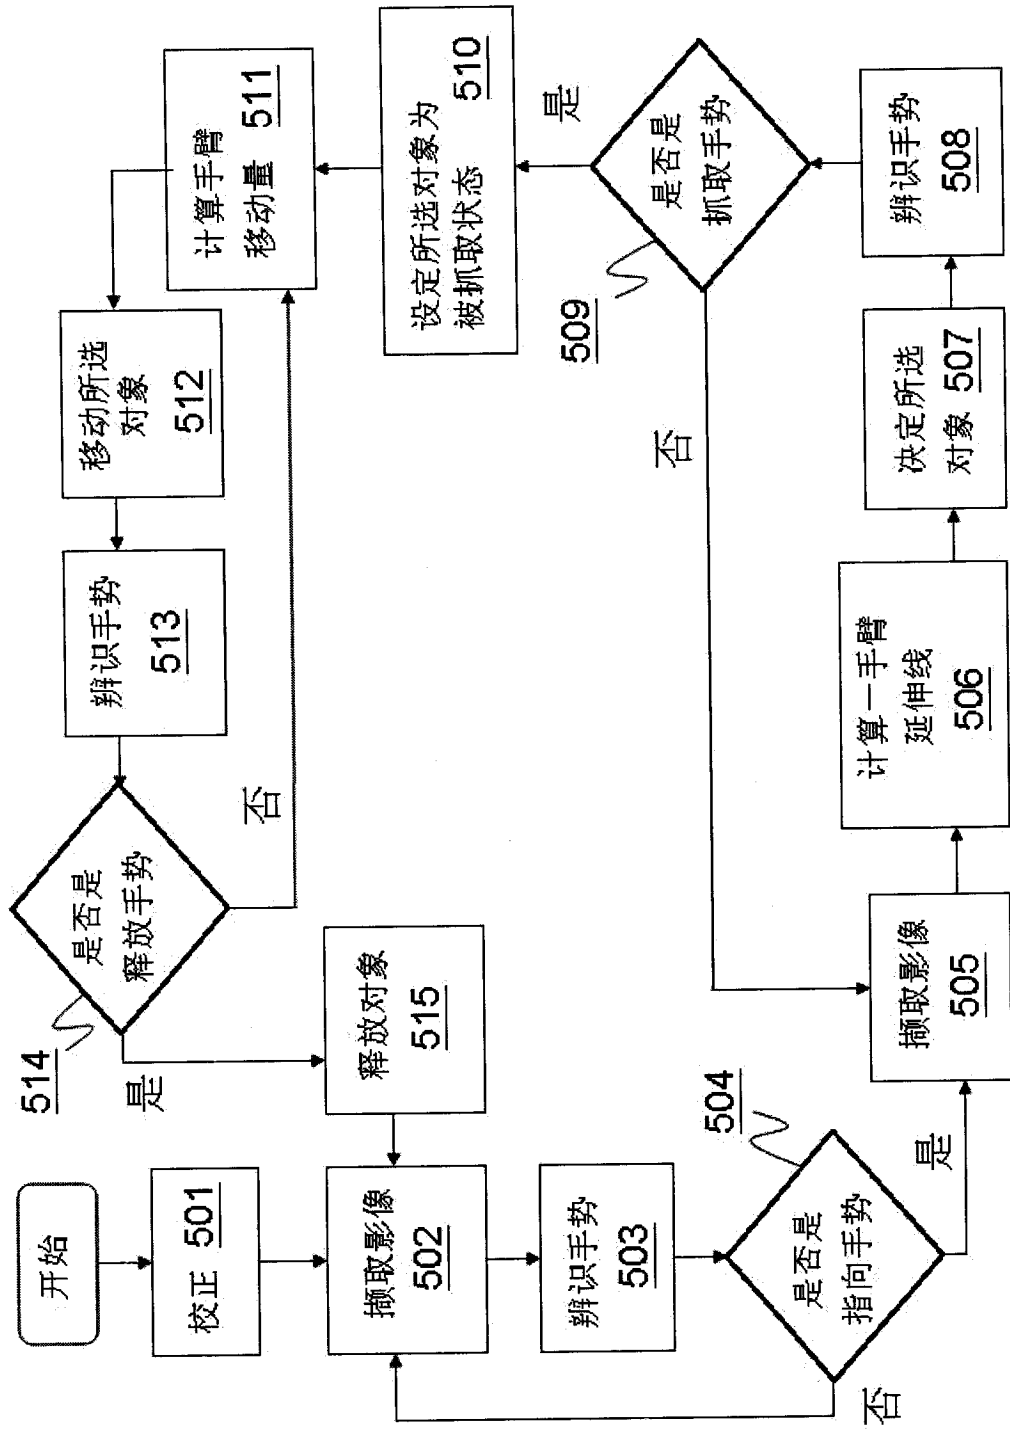 开始
校正 501
撷取影像
502
辨识手势
503
是否是
指向手势
504
否
是
撷取影像
505
计算一手臂
延伸线
506
决定所选
对象 507
辨识手势
508
是否是
抓取手势
509
否
是
设定所选对象为
被抓取状态 510
计算手臂
移动量 511
移动所选
对象
512
辨识手势
513
是否是
释放手势
514
否
是
释放对象
515